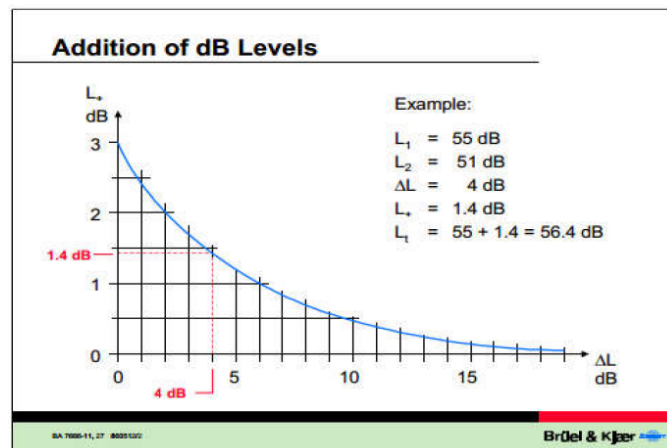 Addition of dB Levels
L+
dB
3
2
1.4 dB
1
0
0
5
10
15
ΔL
dB
4 dB
Example:
L1 = 55 dB
L2 = 51 dB
ΔL = 4 dB
L+ = 1.4 dB
Lt = 55 + 1.4 = 56.4 dB
Brüel & Kjær